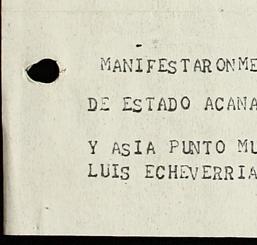 MANIFESTARONME
DE ESTADO ACANA
Y ASIA PUNTO MU
LUIS ECHEVERRIA